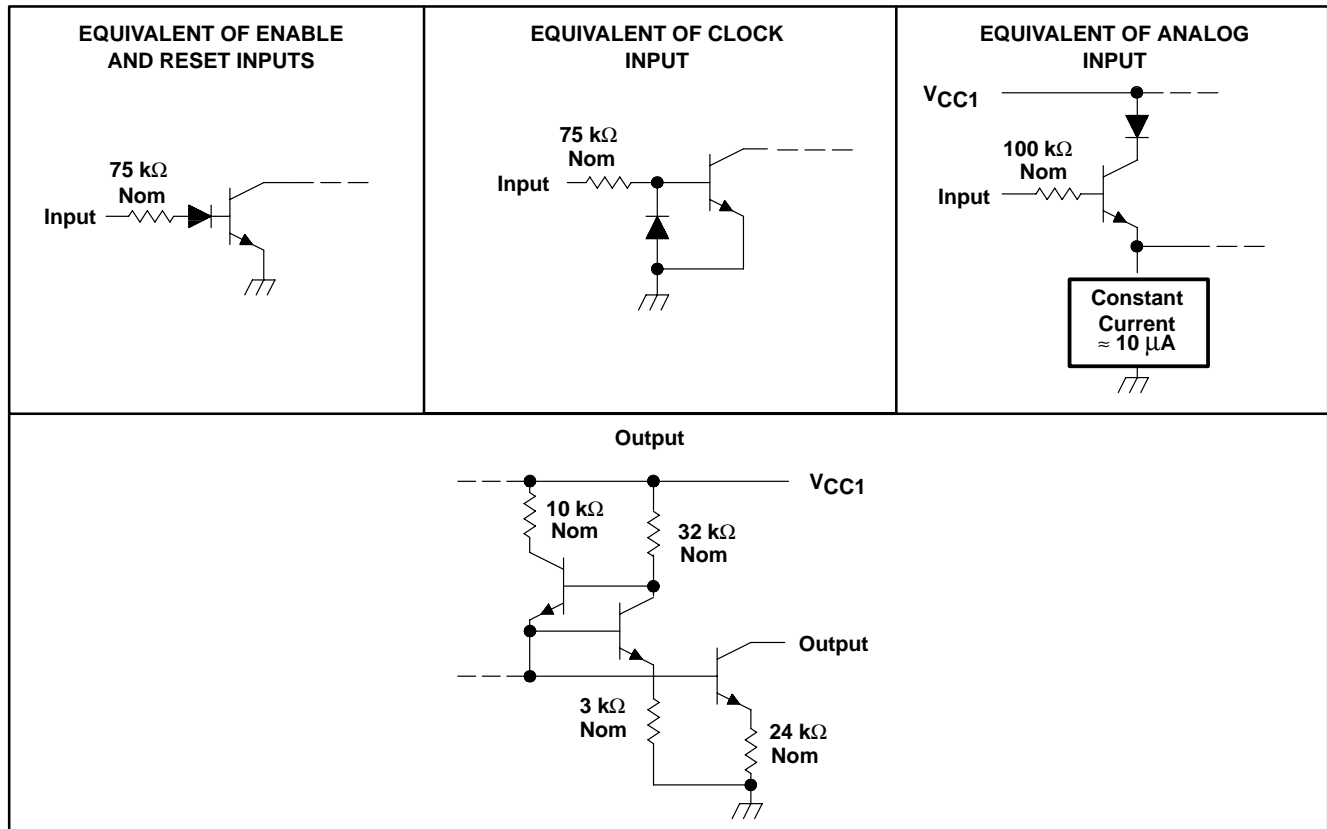 EQUIVALENT OF ENABLE
AND RESET INPUTS
75 kΩ
Nom
Input
EQUIVALENT OF CLOCK
INPUT
75 kΩ
Nom
Input
EQUIVALENT OF ANALOG
INPUT
VCC1
100 kΩ
Nom
Input
Constant
Current
≈ 10 μA
Output
VCC1
10 kΩ
Nom
32 kΩ
Nom
Output
3 kΩ
Nom
24 kΩ
Nom